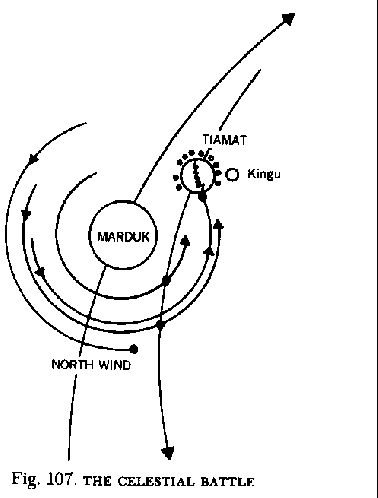 TIAMAT
Kingu
MARDUK
NORTH WIND
Fig. 107. THE CELESTIAL BATTLE